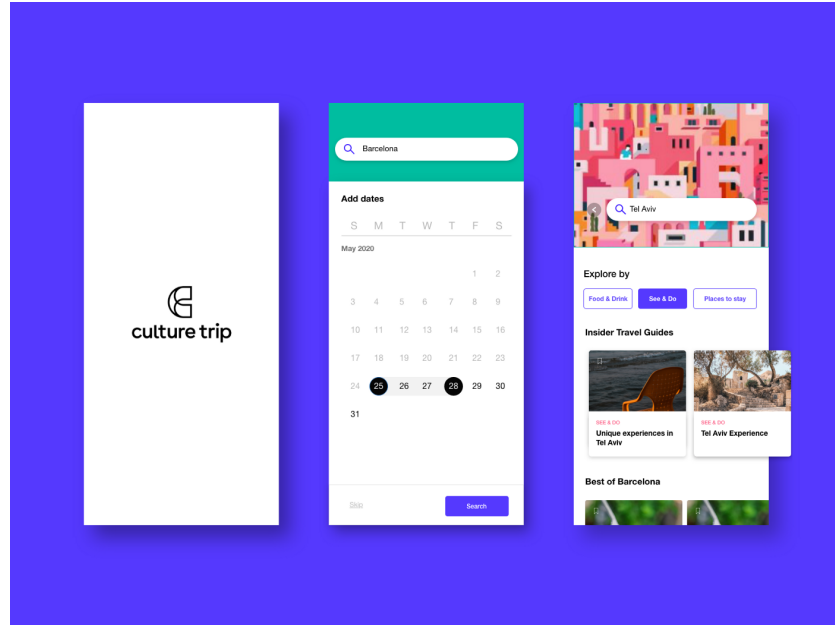 culture trip
Barcelona
Add dates
S M T W T F S
May 2020
1 2
3 4 5 6 7 8 9
10 11 12 13 14 15 16
17 18 19 20 21 22 23
24 25 26 27 28 29 30
31
Skip Search
Tel Aviv
Explore by
Food & Drink See & Do Places to stay
Insider Travel Guides
SEE & DO
Unique experiences in
Tel Aviv
SEE & DO
Tel Aviv Experience
Best of Barcelona